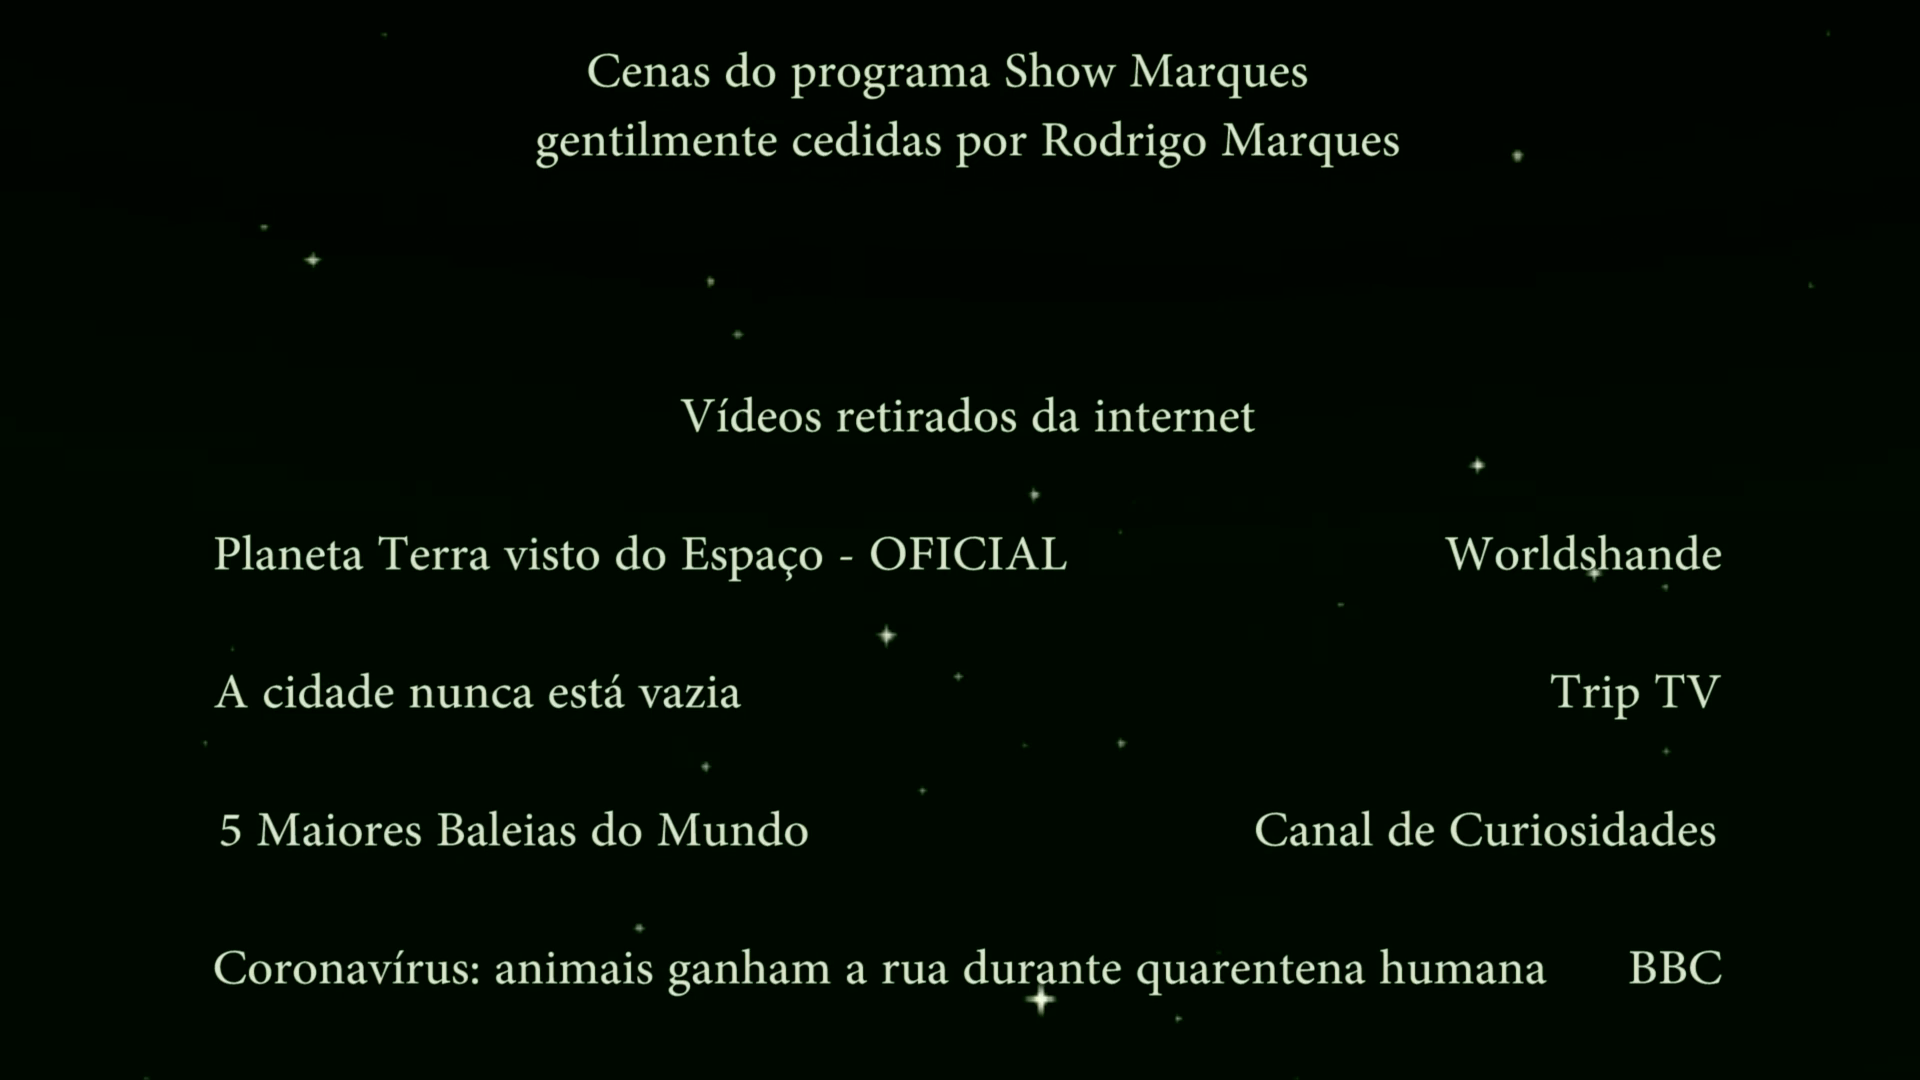 Cenas do programa Show Marques
gentilmente cedidas por Rodrigo Marques
Vídeos retirados da internet
Planeta Terra visto do Espaço - OFICIAL Worldshande
A cidade nunca está vazia Trip TV
5 Maiores Baleias do Mundo Canal de Curiosidades
Coronavírus: animais ganham a rua durante quarentena humana BBC